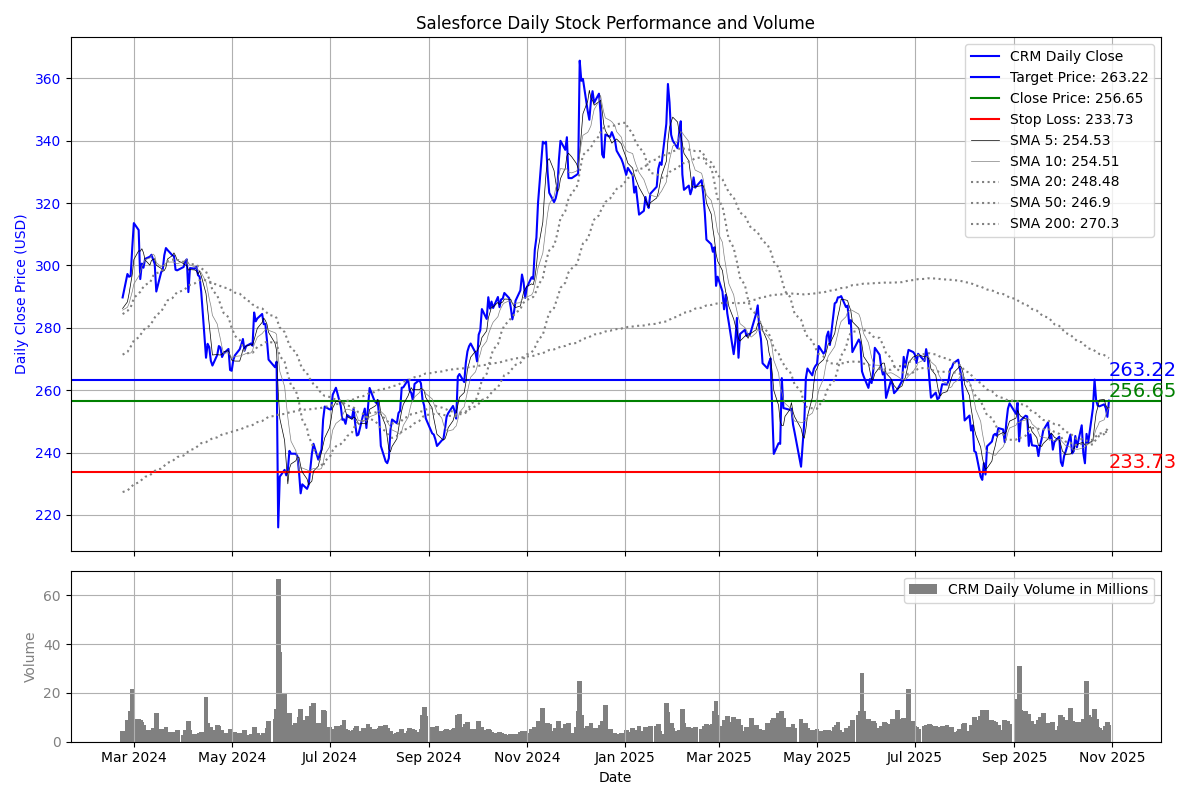 Salesforce Daily Stock Performance and Volume
Daily Close Price (USD)
360
340
320
300
280
260
240
220
CRM Daily Close
Target Price: 263.22
Close Price: 256.65
Stop Loss: 233.73
SMA 5: 254.53
SMA 10: 254.51
SMA 20: 248.48
SMA 50: 246.9
SMA 200: 270.3
263.22
256.65
233.73
Volume
60
40
20
0
CRM Daily Volume in Millions
Mar 2024 May 2024 Jul 2024 Sep 2024 Nov 2024 Jan 2025 Mar 2025 May 2025 Jul 2025 Sep 2025 Nov 2025
Date